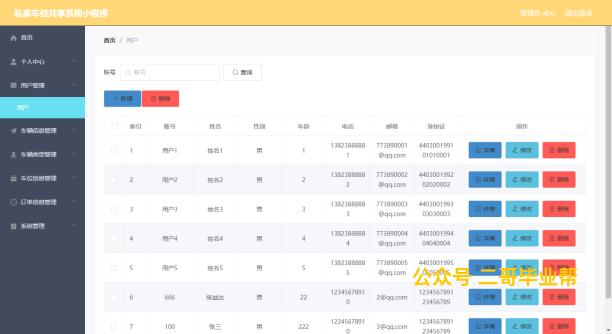 私家车位共享系统小程序
管理员 abo 退出登录
首页
个人中心
用户管理
用户
车辆信息管理
车辆类型管理
车位信息管理
订单信息管理
系统管理
首页 / 用户
账号 账号 查询
新增 删除
索引 账号 姓名 性别 年龄 电话 邮箱 身份证 操作
1 用户1 姓名1 男 1 13823888881 773890001@qq.com 440300199101010001 详情 修改 删除
2 用户2 姓名2 男 2 13823888882 773890002@qq.com 440300199202020002 详情 修改 删除
3 用户3 姓名3 男 3 13823888883 773890003@qq.com 440300199303030003 详情 修改 删除
4 用户4 姓名4 男 4 13823888884 773890004@qq.com 440300199404040004 详情 修改 删除
5 用户5 姓名5 男 5 13823888885 773890005@qq.com 详情 修改 删除
公众号 二哥毕业帮
6 666 张益达 男 22 12345678910 2@qq.com 1234567891123456789 详情 修改 删除
7 100 张三 男 222 12345678910 3@qq.com 1234567891123456789 详情 修改 删除